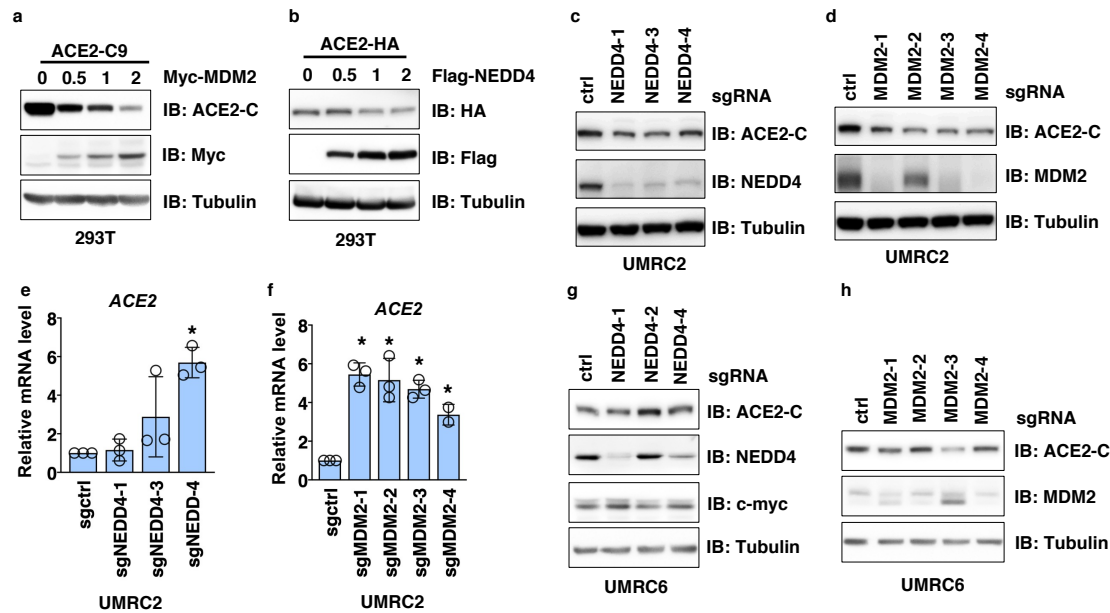 a
ACE2-C9
0 0.5 1 2 Myc-MDM2
IB: ACE2-C
IB: Myc
IB: Tubulin
293T
b
ACE2-HA
0 0.5 1 2 Flag-NEDD4
IB: HA
IB: Flag
IB: Tubulin
293T
c
ctrl
NEDD4-1
NEDD4-3
NEDD4-4
sgRNA
IB: ACE2-C
IB: NEDD4
IB: Tubulin
UMRC2
d
ctrl
MDM2-1
MDM2-2
MDM2-3
MDM2-4
sgRNA
IB: ACE2-C
IB: MDM2
IB: Tubulin
UMRC2
e
ACE2
Relative mRNA level
8
6
4
2
0
*
sgctrl
sgNEDD4-1
sgNEDD4-3
sgNEDD-4
UMRC2
f
ACE2
Relative mRNA level
8
6
4
2
0
* * * *
sgctrl
sgMDM2-1
sgMDM2-2
sgMDM2-3
sgMDM2-4
UMRC2
g
ctrl
NEDD4-1
NEDD4-2
NEDD4-4
sgRNA
IB: ACE2-C
IB: NEDD4
IB: c-myc
IB: Tubulin
UMRC6
h
ctrl
MDM2-1
MDM2-2
MDM2-3
MDM2-4
sgRNA
IB: ACE2-C
IB: MDM2
IB: Tubulin
UMRC6